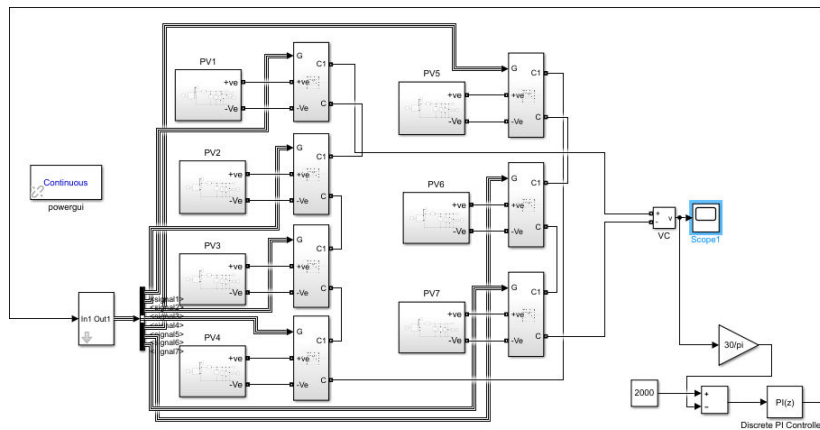 PV1
+ve
-Ve
G
+ve
-Ve
C1
C
PV5
+ve
-Ve
G
+ve
-Ve
C1
C
Continuous
powergui
PV2
+ve
-Ve
G
+ve
-Ve
C1
C
PV6
+ve
-Ve
G
+ve
-Ve
C1
C
+
-
v
VC
Scope1
PV3
+ve
-Ve
G
+ve
-Ve
C1
C
PV7
+ve
-Ve
G
+ve
-Ve
C1
C
In1 Out1
<signal1>
<signal2>
<signal3>
<signal4>
<signal5>
<signal6>
<signal7>
PV4
+ve
-Ve
G
+ve
-Ve
C1
C
30/pi
2000
+
−
PI(z)
Discrete PI Controlle